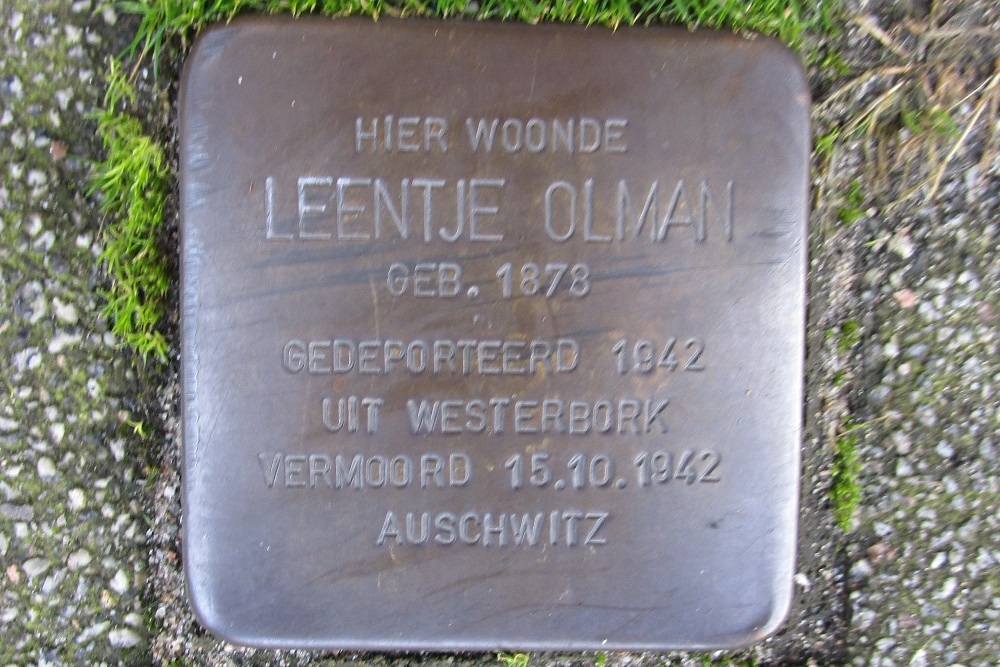 HIER WOONDE
LEENTJE OLMAN
GEB. 1878
GEDEPORTEERD 1942
UIT WESTERBORK
VERMOORD 15.10.1942
AUSCHWITZ